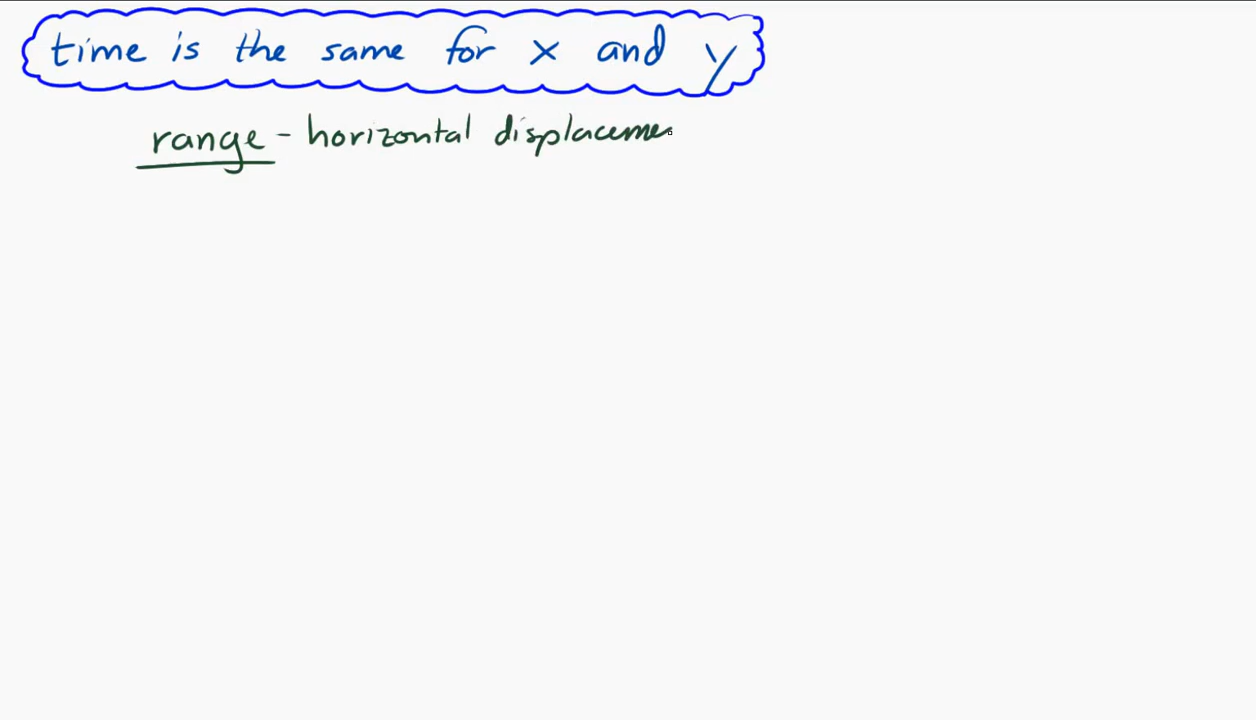 time is the same for x and y
range - horizontal displaceme